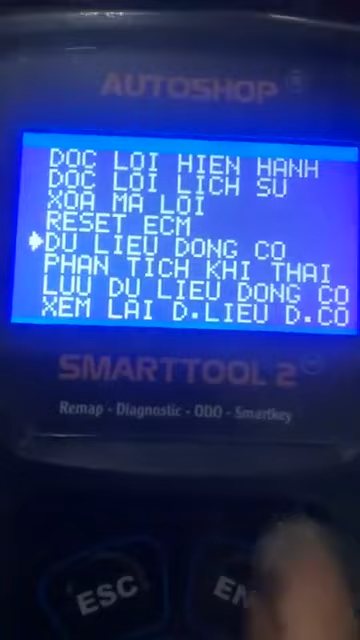 AUTOSHOP
DOC LOI HIEN HANH
DOC LOI LICH SU
XOA MA LOI
RESET ECM
DU LIEU DONG CO
PHAN TICH KHI THAI
LUU DU LIEU DONG CO
XEM LAI D.LIEU D.CO
SMARTTOOL 2
Remap - Diagnostic - ODO - Smartkey
ESC